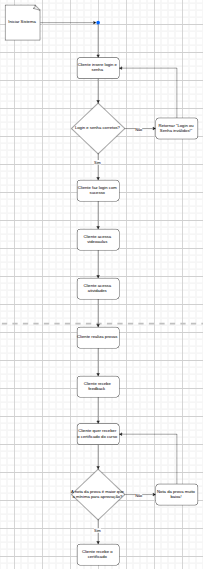 Iniciar Sistema
Cliente insere login e
senha
Login e senha corretos?
Não
Retornar "Login ou
Senha inválidos"
Sim
Cliente faz login com
sucesso
Cliente acessa
videoaulas
Cliente acessa
atividades
Cliente realiza provas
Cliente recebe
feedback
Cliente quer receber
o certificado do curso
A nota da prova é maior que
a mínima para aprovação?
Não
Nota da prova muito
baixa!
Sim
Cliente recebe o
certificado